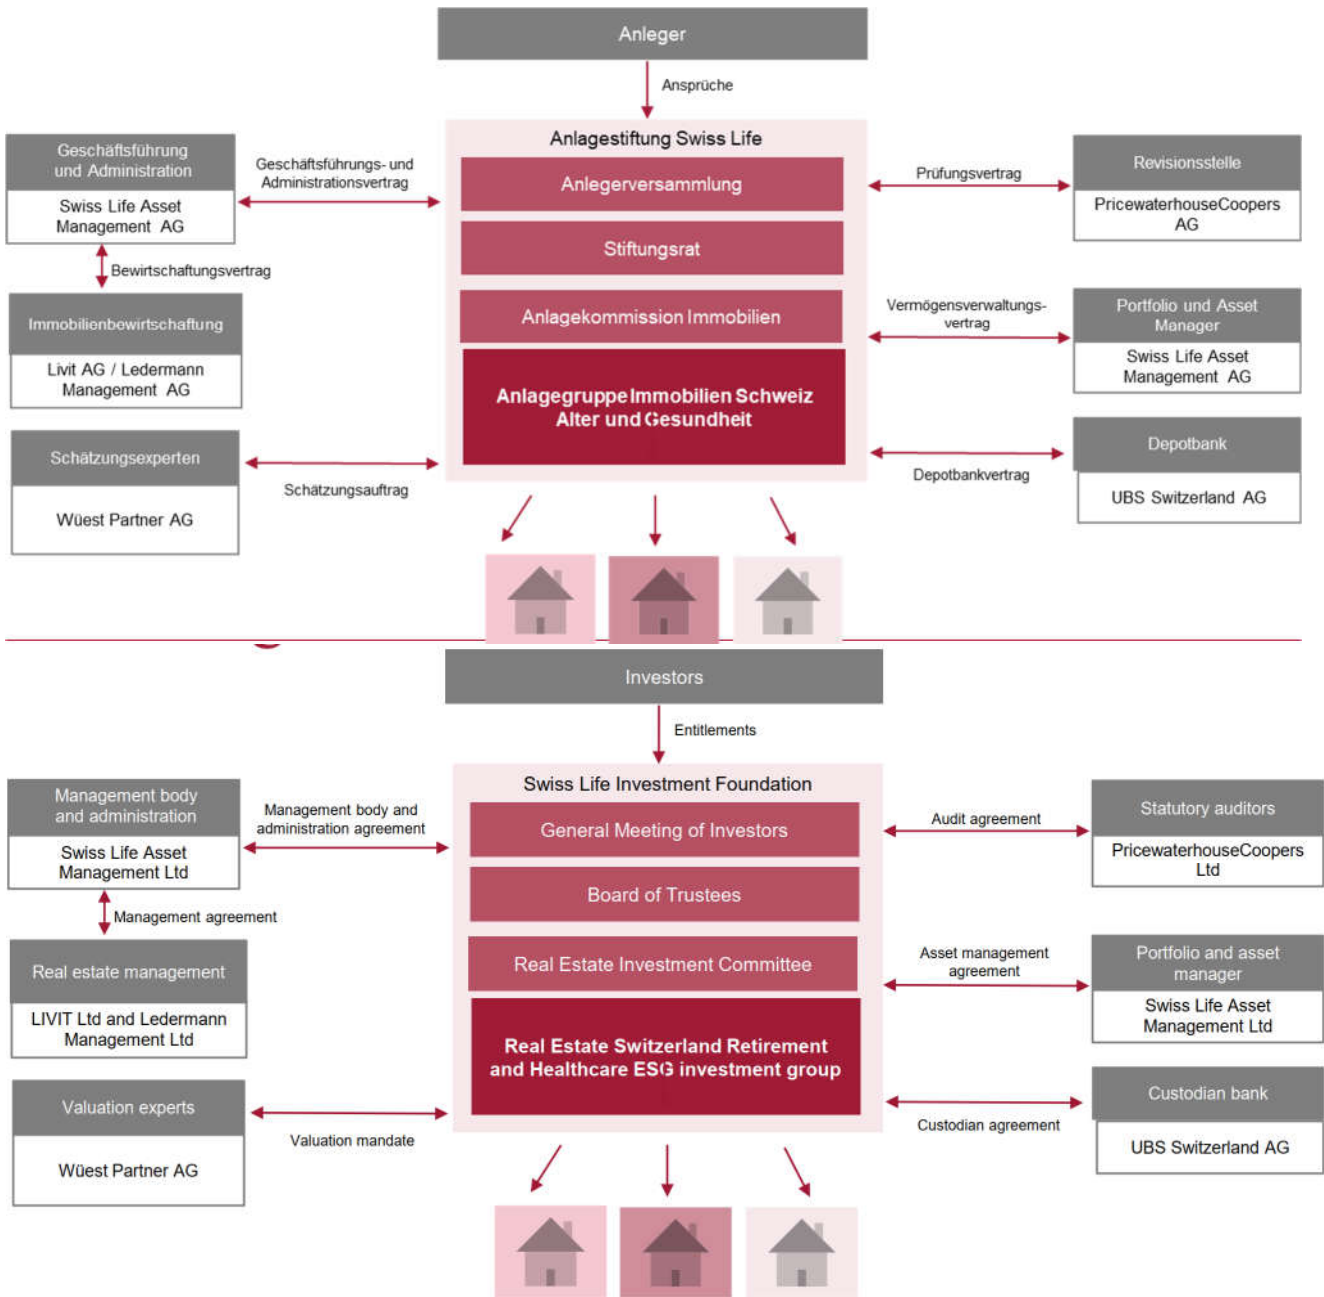 Anleger
Ansprüche
Anlagestiftung Swiss Life
Anlegerversammlung
Stiftungsrat
Anlagekommission Immobilien
Anlagegruppe Immobilien Schweiz
Alter und Gesundheit
Geschäftsführung
und Administration
Swiss Life Asset
Management AG
Geschäftsführungs- und
Administrationsvertrag
Bewirtschaftungsvertrag
Immobilienbewirtschaftung
Livit AG / Ledermann
Management AG
Schätzungsexperten
Wüest Partner AG
Schätzungsauftrag
Prüfungsvertrag
Revisionsstelle
PricewaterhouseCoopers
AG
Vermögensverwaltungs-
vertrag
Portfolio und Asset
Manager
Swiss Life Asset
Management AG
Depotbank
UBS Switzerland AG
Depotbankvertrag
Investors
Entitlements
Swiss Life Investment Foundation
General Meeting of Investors
Board of Trustees
Real Estate Investment Committee
Real Estate Switzerland Retirement
and Healthcare ESG investment group
Management body
and administration
Swiss Life Asset
Management Ltd
Management body and
administration agreement
Management agreement
Real estate management
LIVIT Ltd and Ledermann
Management Ltd
Valuation experts
Wüest Partner AG
Valuation mandate
Audit agreement
Statutory auditors
PricewaterhouseCoopers
Ltd
Asset management
agreement
Portfolio and asset
manager
Swiss Life Asset
Management Ltd
Custodian bank
UBS Switzerland AG
Custodian agreement